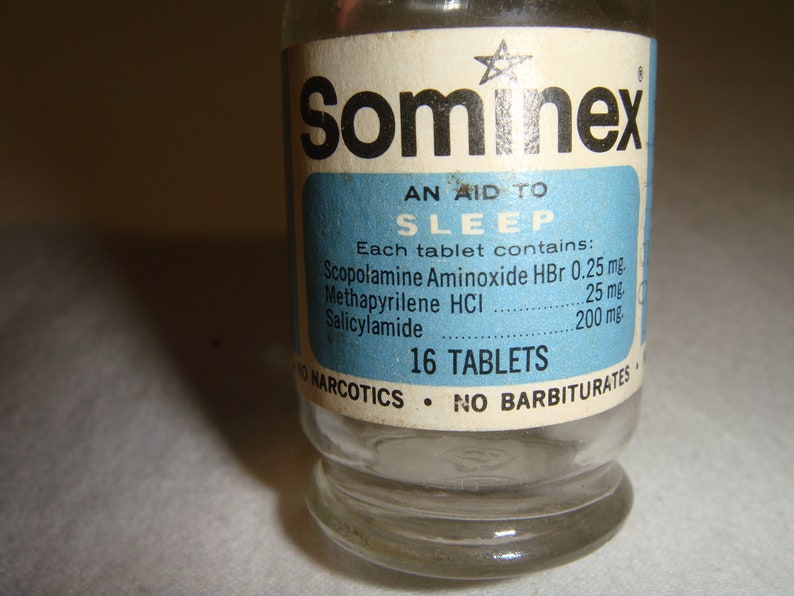 Sominex®
AN AID TO
SLEEP
Each tablet contains:
Scopolamine Aminoxide HBr 0.25 mg.
Methapyrilene HCl ............. 25 mg.
Salicylamide ..................... 200 mg.
16 TABLETS
• NO NARCOTICS • NO BARBITURATES •